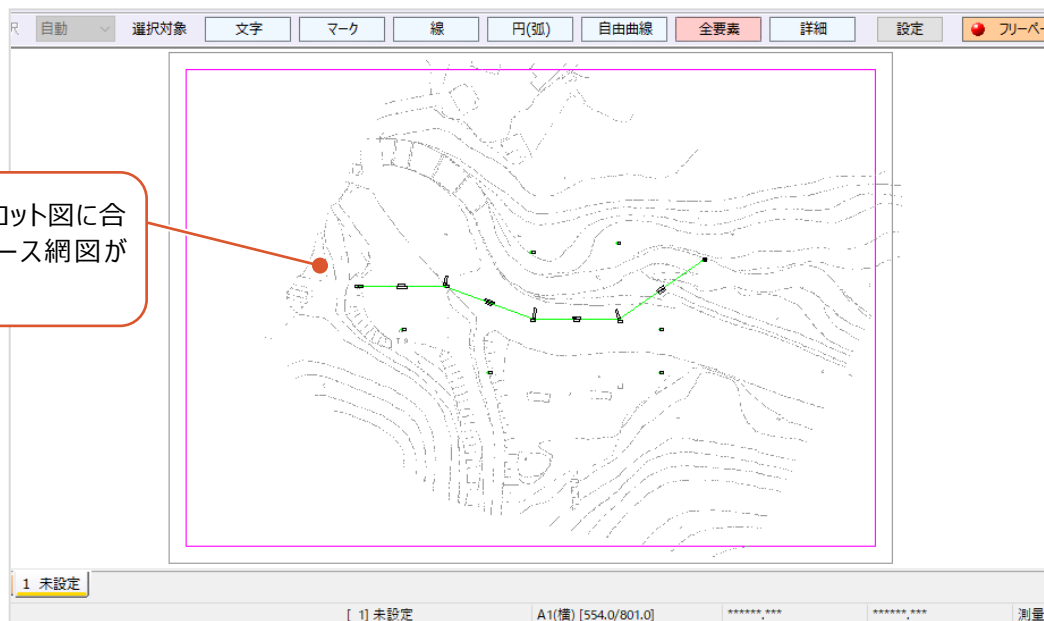 自動 選択対象 文字 マーク 線 円(弧) 自由曲線 全要素 詳細 設定 フリーペー
ロット図に合
ース網図が
1 未設定
[ 1] 未設定 A1(横) [554.0/801.0] ******.*** ******.*** 測量